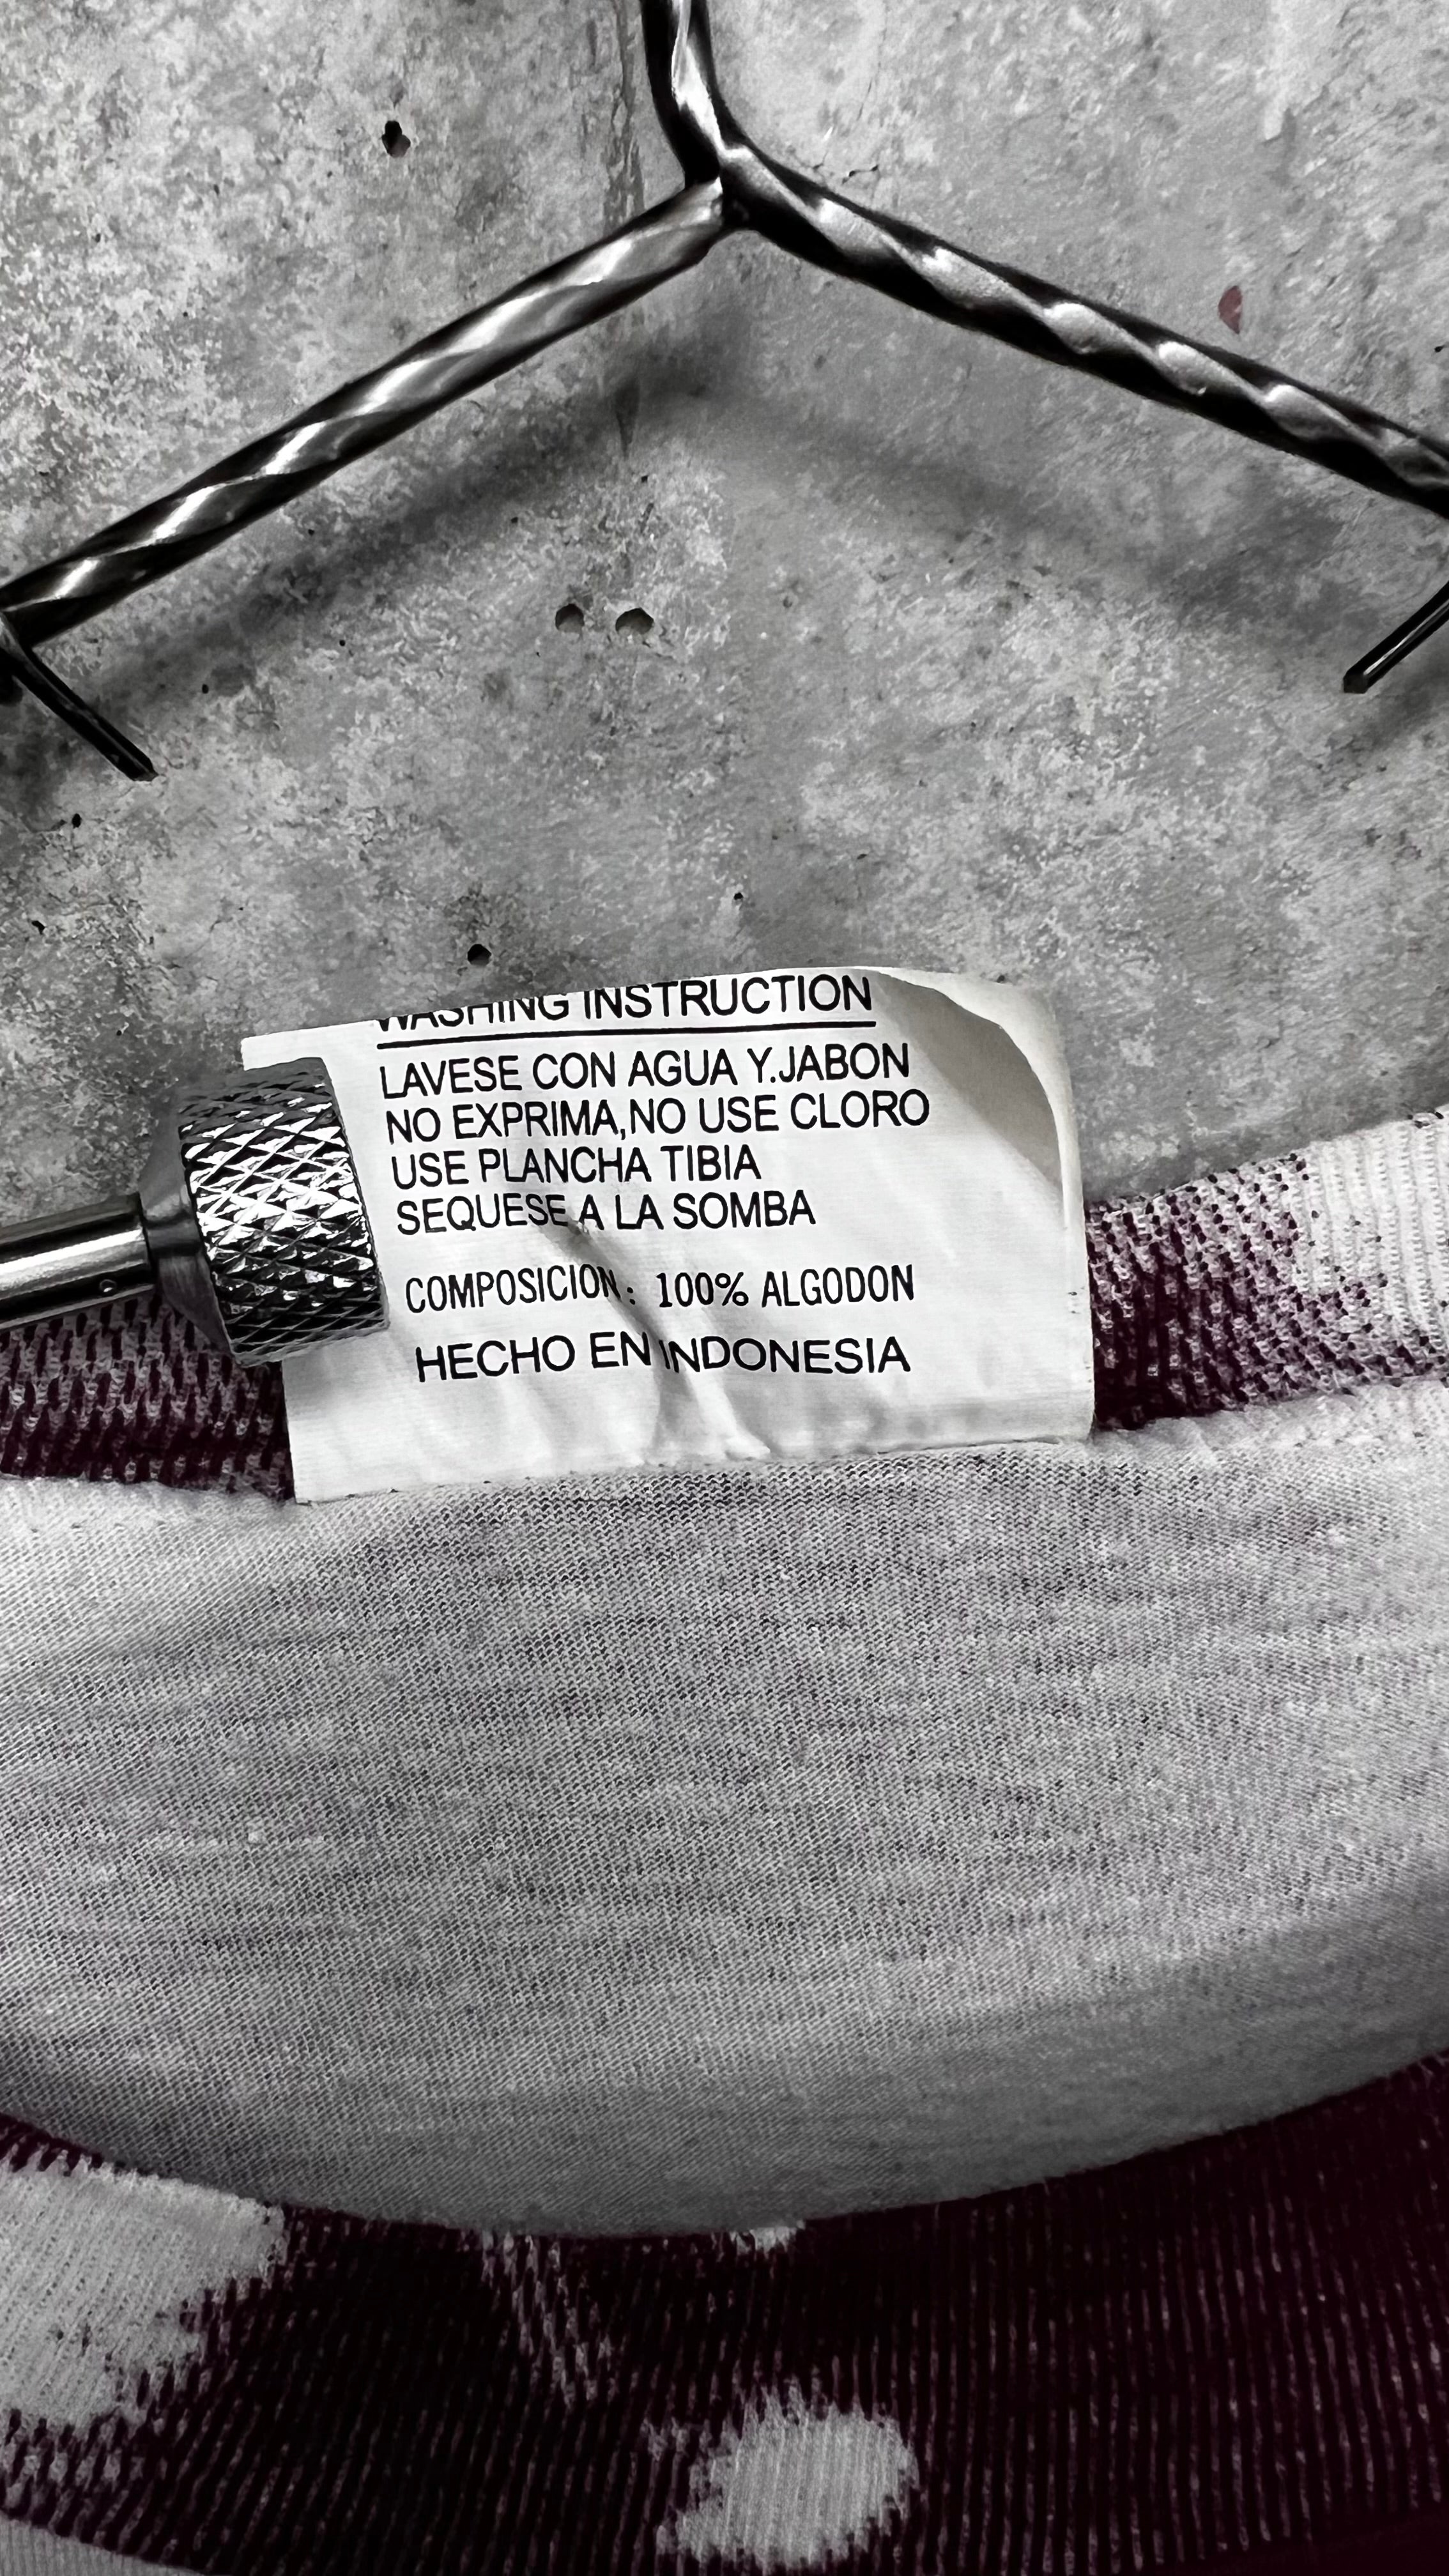 WASHING INSTRUCTION
LAVESE CON AGUA Y.JABON
NO EXPRIMA,NO USE CLORO
USE PLANCHA TIBIA
SEQUESE A LA SOMBA
COMPOSICION: 100% ALGODON
HECHO EN INDONESIA